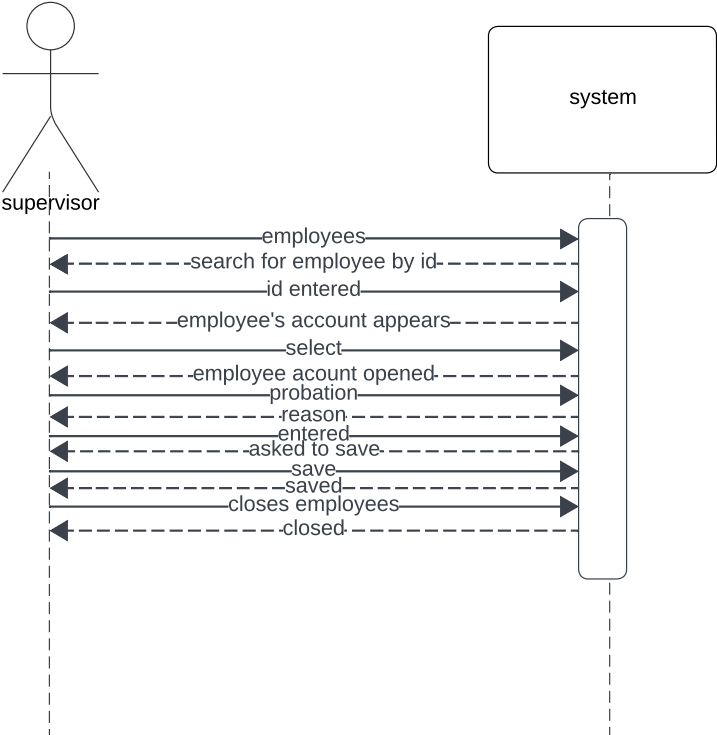 system
supervisor
employees
search for employee by id
id entered
employee's account appears
select
employee acount opened
probation
reason
entered
asked to save
save
saved
closes employees
closed